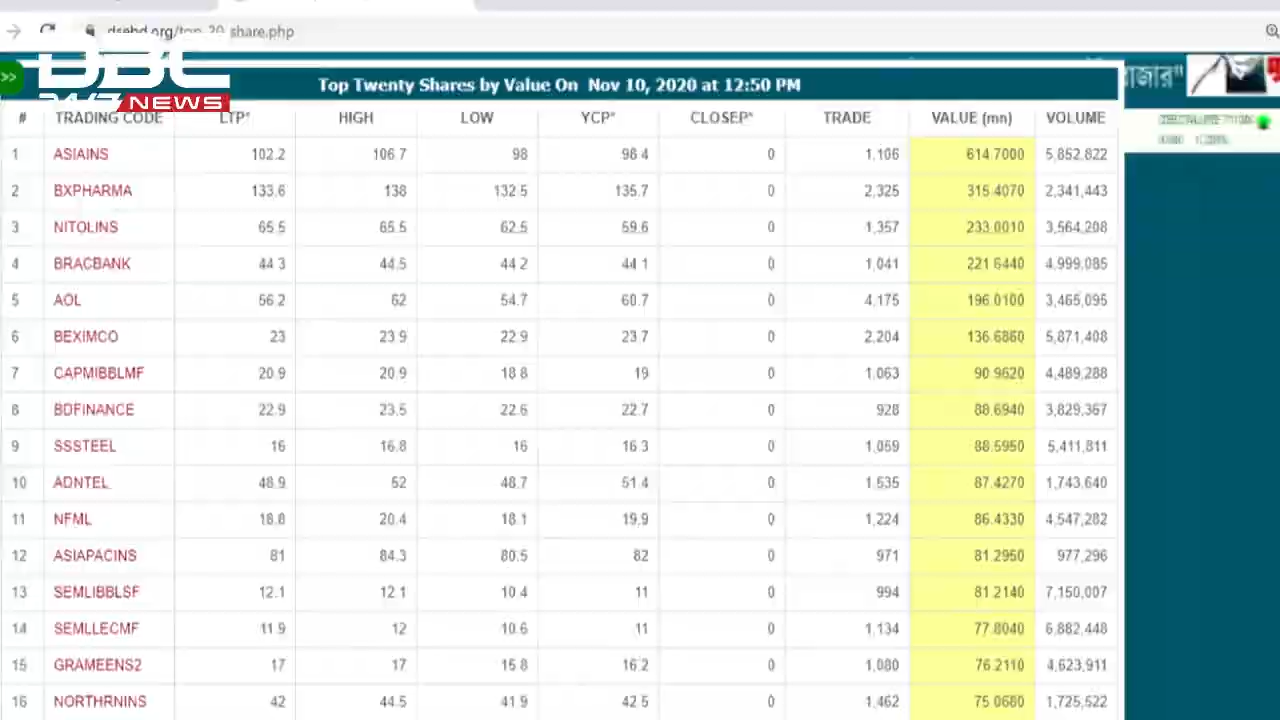 dsebd.org/top_20_share.php
DBC
24/7 NEWS
>>
Top Twenty Shares by Value On Nov 10, 2020 at 12:50 PM
# TRADING CODE LTP* HIGH LOW YCP* CLOSEP* TRADE VALUE (mn) VOLUME
1 ASIAINS 102.2 106.7 98 98.4 0 1,106 614.7000 5,852,822
2 BXPHARMA 133.6 138 132.5 135.7 0 2,325 315.4070 2,341,443
3 NITOLINS 65.5 65.5 62.5 59.6 0 1,357 233.0010 3,564,208
4 BRACBANK 44.3 44.5 44.2 44.1 0 1,041 221.6440 4,999,085
5 AOL 56.2 62 54.7 60.7 0 4,175 196.0100 3,465,095
6 BEXIMCO 23 23.9 22.9 23.7 0 2,204 136.6860 5,871,408
7 CAPMIBBLMF 20.9 20.9 18.8 19 0 1,063 90.9620 4,489,288
8 BDFINANCE 22.9 23.5 22.6 22.7 0 928 88.6940 3,829,367
9 SSSTEEL 16 16.8 16 16.3 0 1,059 88.5950 5,411,811
10 ADNTEL 48.9 52 48.7 51.4 0 1,535 87.4270 1,743,640
11 NFML 18.8 20.4 18.1 19.9 0 1,224 86.4330 4,547,282
12 ASIAPACINS 81 84.3 80.5 82 0 971 81.2950 977,296
13 SEMLIBBLSF 12.1 12.1 10.4 11 0 994 81.2140 7,150,007
14 SEMLLECMF 11.9 12 10.6 11 0 1,134 77.8040 6,882,448
15 GRAMEENS2 17 17 15.8 16.2 0 1,080 76.2110 4,623,911
16 NORTHRNINS 42 44.5 41.9 42.5 0 1,462 75.0680 1,725,522